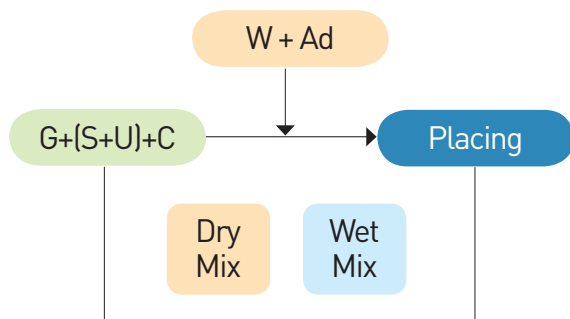 W + Ad
G+(S+U)+C
Placing
Dry
Mix
Wet
Mix